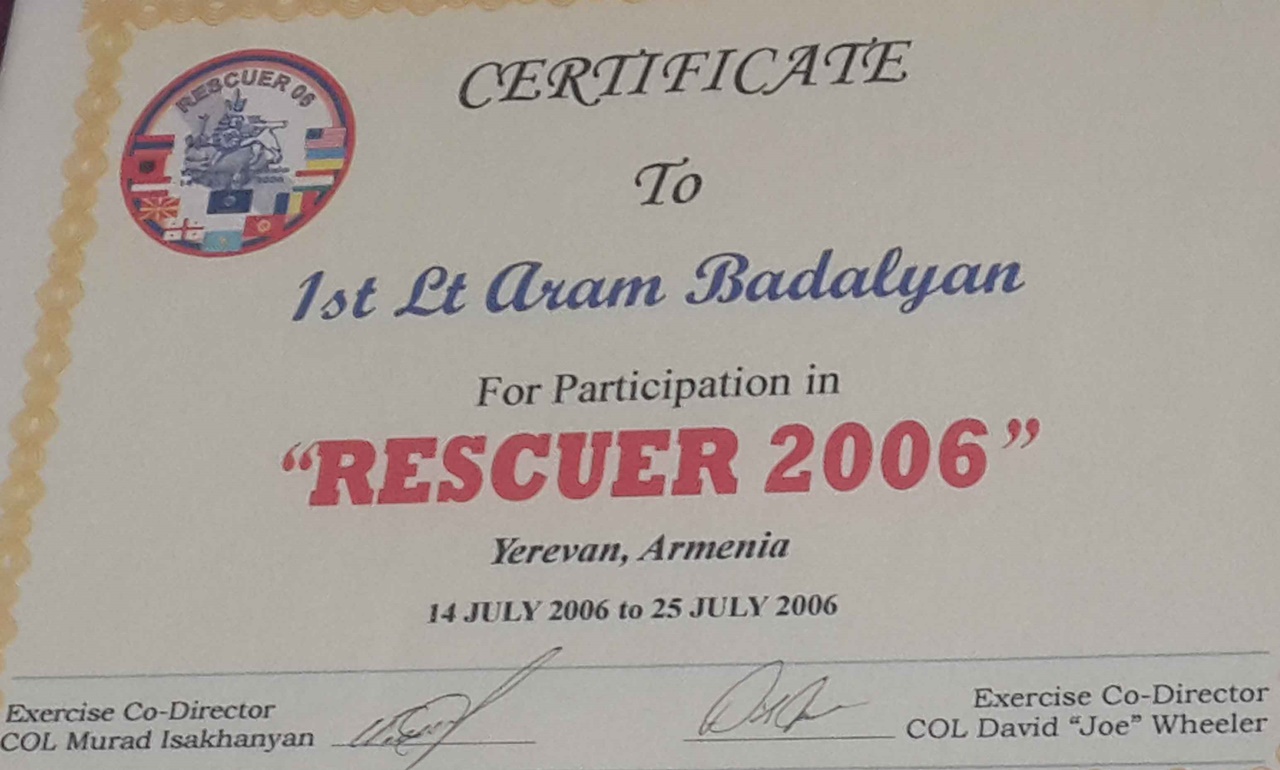 RESCUER 06
CERTIFICATE
To
1st Lt Aram Badalyan
For Participation in
“RESCUER 2006”
Yerevan, Armenia
14 JULY 2006 to 25 JULY 2006
Exercise Co-Director
COL Murad Isakhanyan
Exercise Co-Director
COL David “Joe” Wheeler